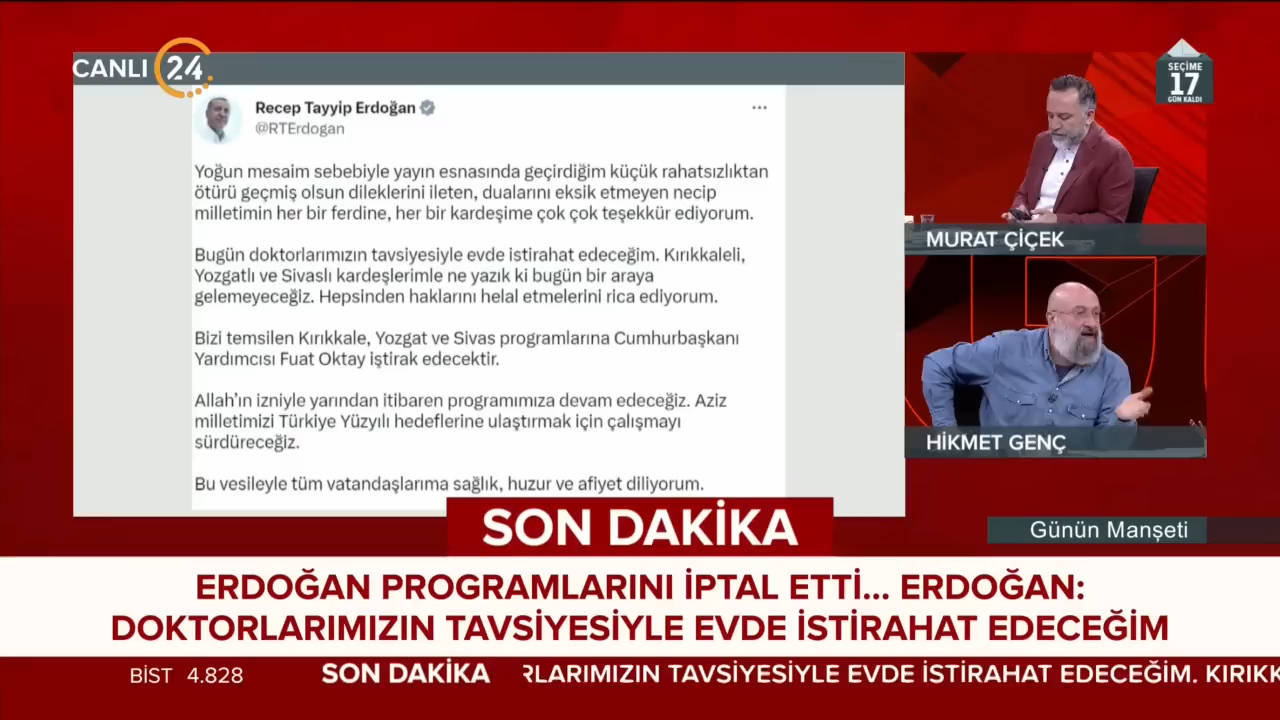 CANLI 24
Recep Tayyip Erdoğan
@RTErdogan
Yoğun mesaim sebebiyle yayın esnasında geçirdiğim küçük rahatsızlıktan
ötürü geçmiş olsun dileklerini ileten, dualarını eksik etmeyen necip
milletimin her bir ferdine, her bir kardeşime çok çok teşekkür ediyorum.
Bugün doktorlarımızın tavsiyesiyle evde istirahat edeceğim. Kırıkkaleli,
Yozgatlı ve Sivaslı kardeşlerimle ne yazık ki bugün bir araya
gelemeyeceğiz. Hepsinden haklarını helal etmelerini rica ediyorum.
Bizi temsilen Kırıkkale, Yozgat ve Sivas programlarına Cumhurbaşkanı
Yardımcısı Fuat Oktay iştirak edecektir.
Allah’ın izniyle yarından itibaren programımıza devam edeceğiz. Aziz
milletimizi Türkiye Yüzyılı hedeflerine ulaştırmak için çalışmayı
sürdüreceğiz.
Bu vesileyle tüm vatandaşlarıma sağlık, huzur ve afiyet diliyorum.
SEÇİME
17
GÜN KALDI
MURAT ÇİÇEK
HİKMET GENÇ
Günün Manşeti
SON DAKİKA
ERDOĞAN PROGRAMLARINI İPTAL ETTİ... ERDOĞAN:
DOKTORLARIMIZIN TAVSİYESİYLE EVDE İSTİRAHAT EDECEĞİM
BİST 4.828 SON DAKİKA RLARIMIZIN TAVSİYESİYLE EVDE İSTİRAHAT EDECEĞİM. KIRIKK